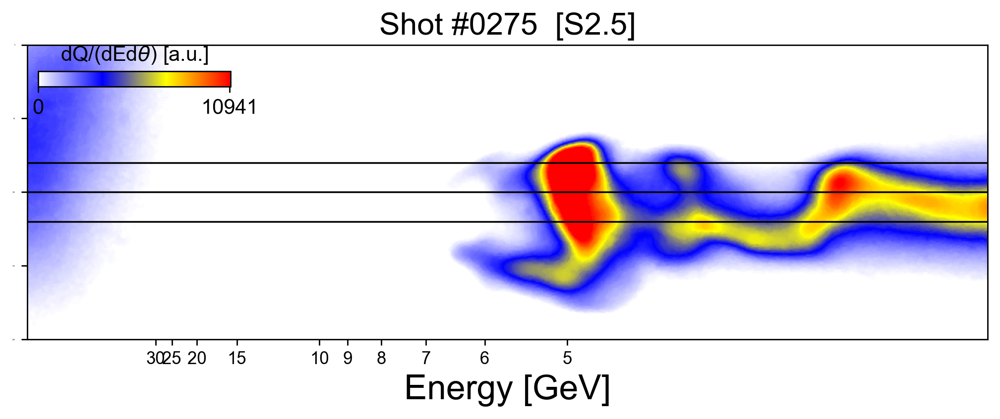 Shot #0275 [S2.5]
dQ/(dEdθ) [a.u.]
0 10941
30 25 20 15 10 9 8 7 6 5
Energy [GeV]